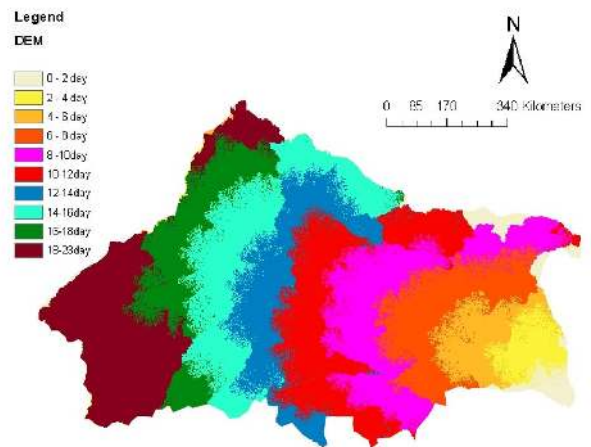 Legend
DEM
0 - 2 day
2 - 4 day
4 - 6 day
6 - 8 day
8 -10 day
10 -12 day
12-14 day
14-16 day
16-18 day
18-23 day
N
0 85 170 340 Kilometers